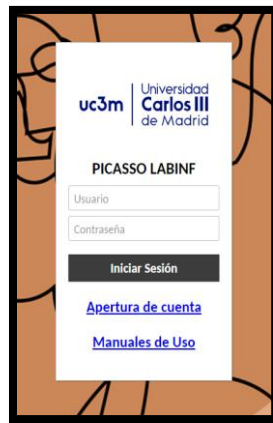 uc3m
Universidad
Carlos III
de Madrid
PICASSO LABINF
Usuario
Contraseña
Iniciar Sesión
Apertura de cuenta
Manuales de Uso